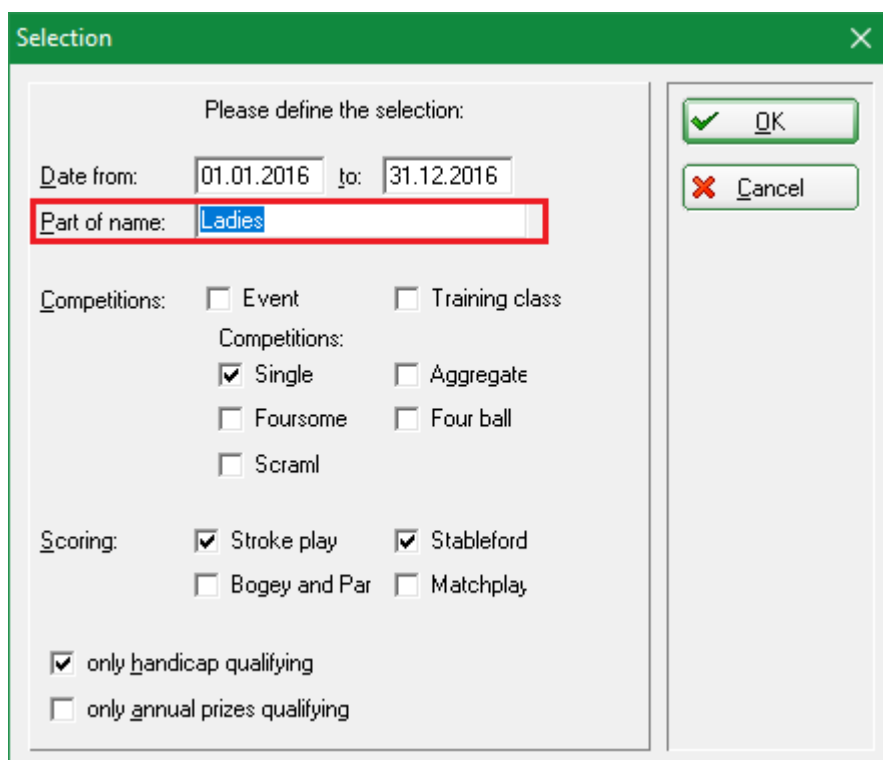 Selection
Please define the selection:
Date from: 01.01.2016 to: 31.12.2016
Part of name: Ladies
Competitions: Event Training class
Competitions:
Single Aggregate
Foursome Four ball
Scraml
Scoring: Stroke play Stableford
Bogey and Par Matchplay
only handicap qualifying
only annual prizes qualifying
OK
Cancel